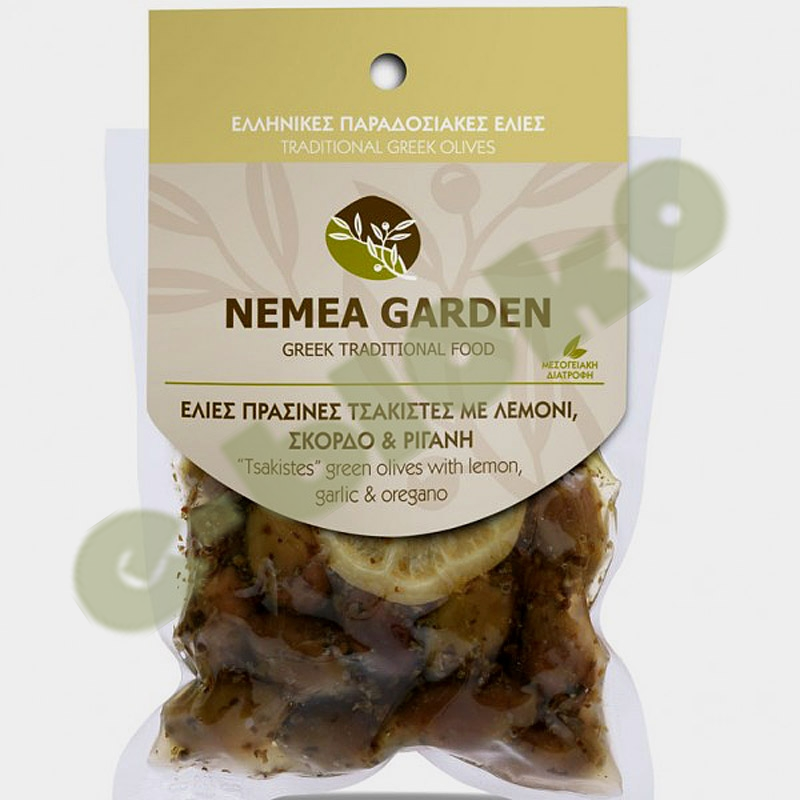 ΕΛΛΗΝΙΚΕΣ ΠΑΡΑΔΟΣΙΑΚΕΣ ΕΛΙΕΣ
TRADITIONAL GREEK OLIVES
NEMEA GARDEN
GREEK TRADITIONAL FOOD
ΜΕΣΟΓΕΙΑΚΗ
ΔΙΑΤΡΟΦΗ
ΕΛΙΕΣ ΠΡΑΣΙΝΕΣ ΤΣΑΚΙΣΤΕΣ ΜΕ ΛΕΜΟΝΙ,
ΣΚΟΡΔΟ & ΡΙΓΑΝΗ
“Tsakistes” green olives with lemon,
garlic & oregano